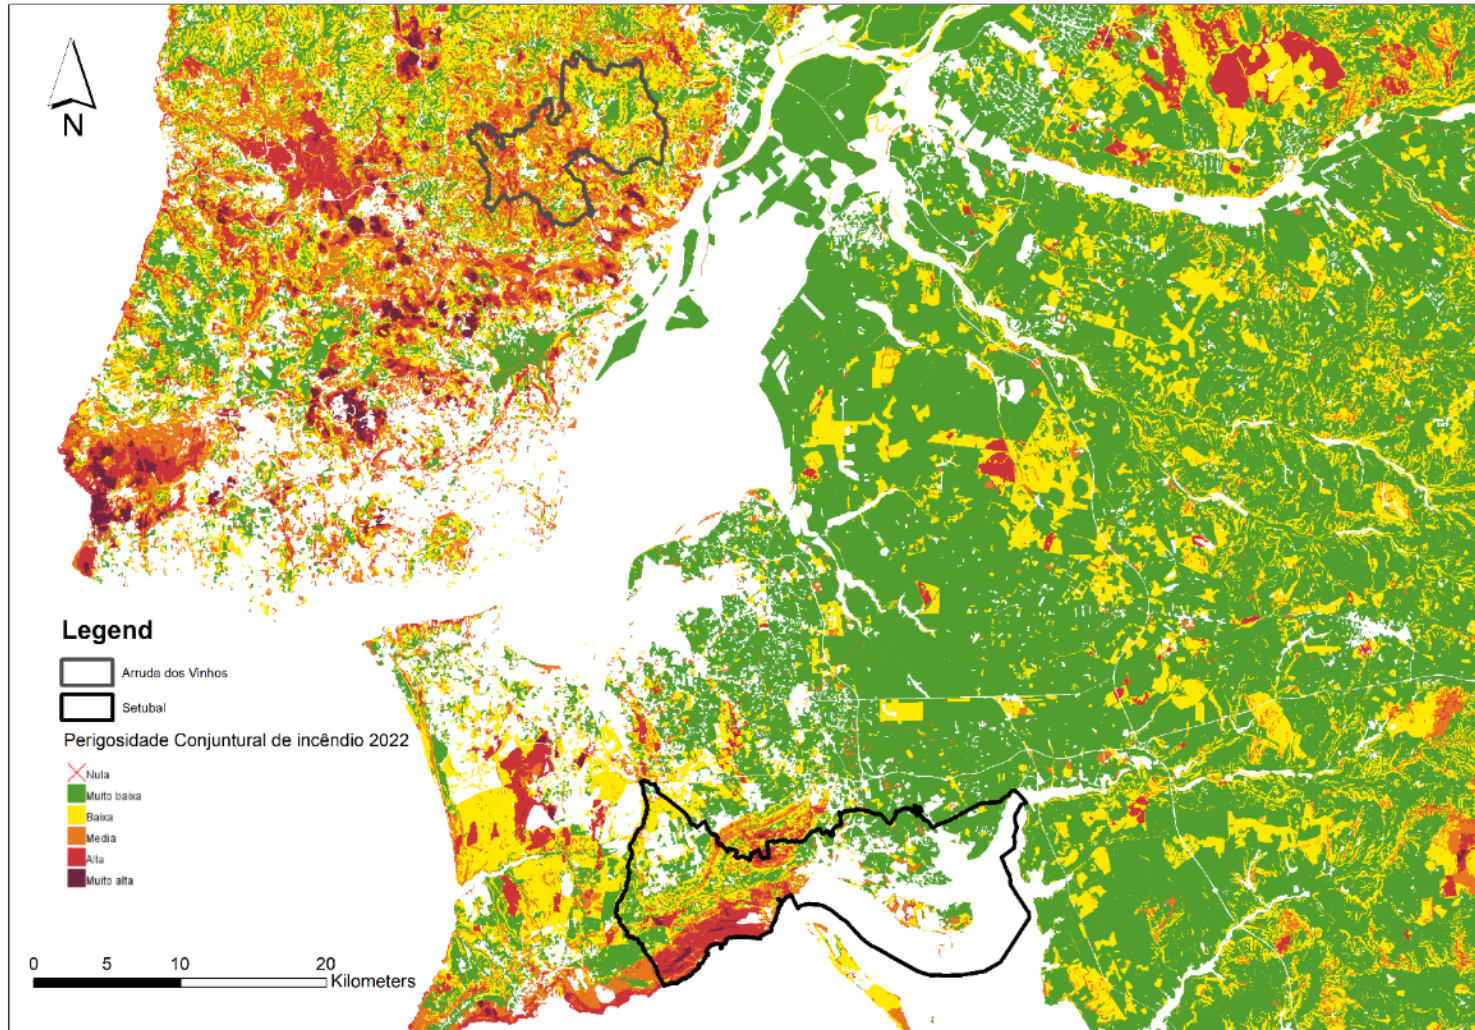 N
Legend
Arruda dos Vinhos
Setubal
Perigosidade Conjuntural de incêndio 2022
Nula
Muito baixa
Baixa
Media
Alta
Muito alta
0 5 10 20
Kilometers